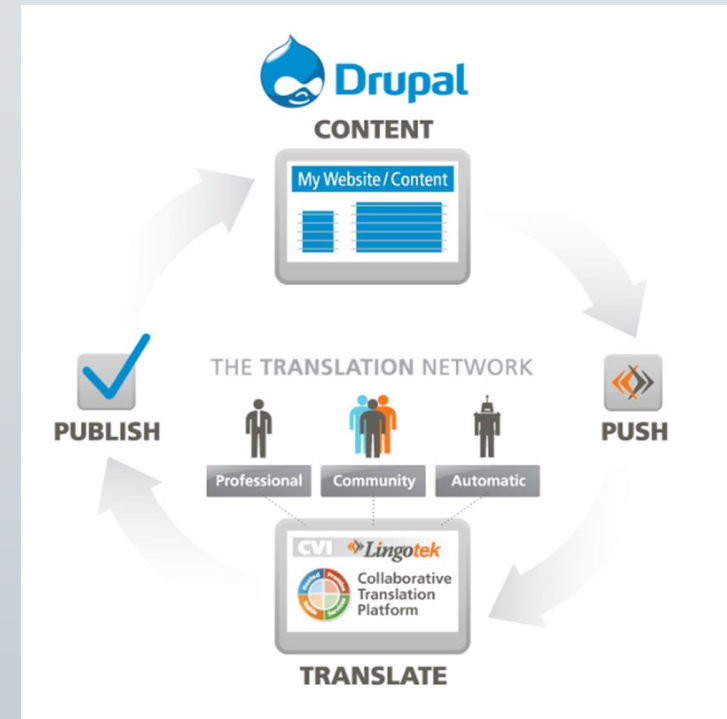 Drupal
CONTENT
My Website/Content
THE TRANSLATION NETWORK
PUBLISH
PUSH
Professional
Community
Automatic
CVI Lingotek
Collaborative
Translation
Platform
TRANSLATE